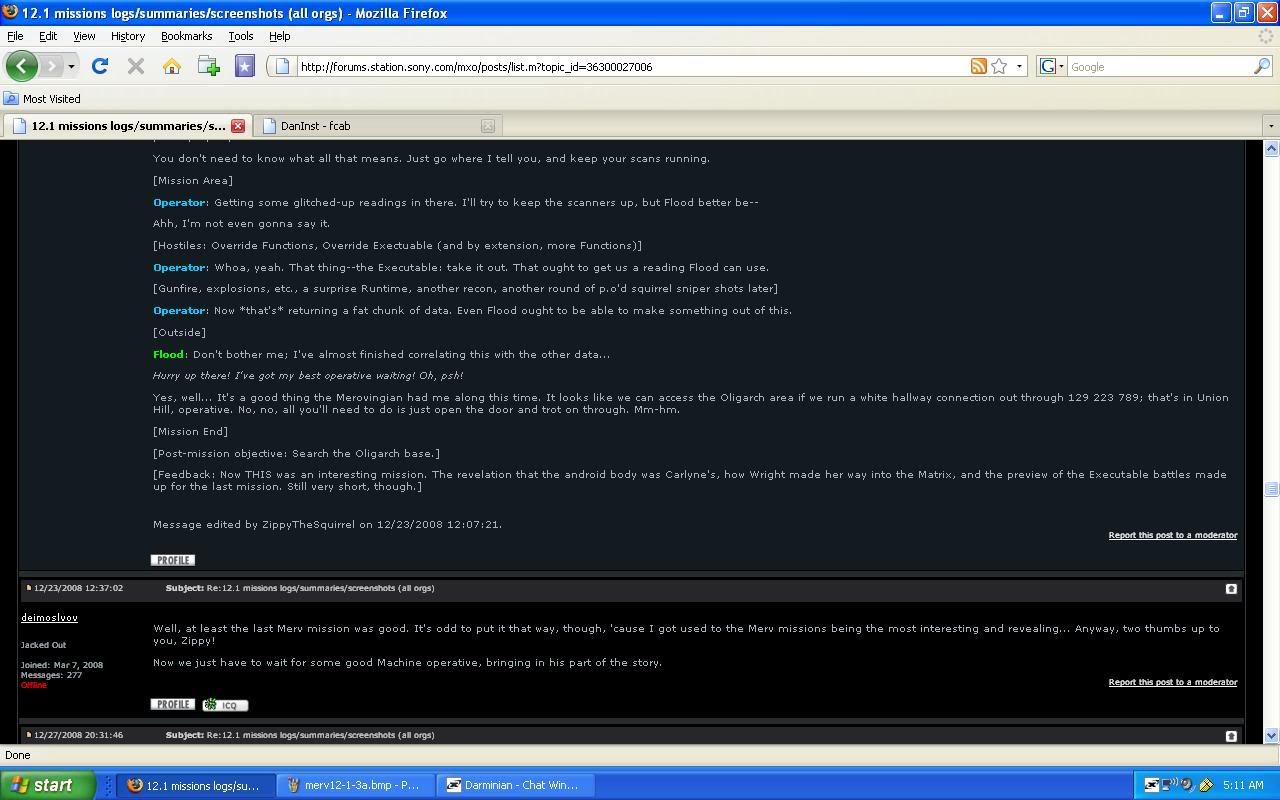 12.1 missions logs/summaries/screenshots (all orgs) - Mozilla Firefox
File Edit View History Bookmarks Tools Help
http://forums.station.sony.com/mxo/posts/list.m?topic_id=36300027006
G Google
Most Visited
12.1 missions logs/summaries/s...
DanInst - fcab
You don't need to know what all that means. Just go where I tell you, and keep your scans running.
[Mission Area]
Operator: Getting some glitched-up readings in there. I'll try to keep the scanners up, but Flood better be--
Ahh, I'm not even gonna say it.
[Hostiles: Override Functions, Override Exectuable (and by extension, more Functions)]
Operator: Whoa, yeah. That thing--the Executable: take it out. That ought to get us a reading Flood can use.
[Gunfire, explosions, etc., a surprise Runtime, another recon, another round of p.o'd squirrel sniper shots later]
Operator: Now *that's* returning a fat chunk of data. Even Flood ought to be able to make something out of this.
[Outside]
Flood: Don't bother me; I've almost finished correlating this with the other data...
Hurry up there! I've got my best operative waiting! Oh, psh!
Yes, well... It's a good thing the Merovingian had me along this time. It looks like we can access the Oligarch area if we run a white hallway connection out through 129 223 789; that's in Union
Hill, operative. No, no, all you'll need to do is just open the door and trot on through. Mm-hm.
[Mission End]
[Post-mission objective: Search the Oligarch base.]
[Feedback: Now THIS was an interesting mission. The revelation that the android body was Carlyne's, how Wright made her way into the Matrix, and the preview of the Executable battles made
up for the last mission. Still very short, though.]
Message edited by ZippyTheSquirrel on 12/23/2008 12:07:21.
Report this post to a moderator
PROFILE
12/23/2008 12:37:02
Subject: Re:12.1 missions logs/summaries/screenshots (all orgs)
deimoslvov
Jacked Out
Joined: Mar 7, 2008
Messages: 277
Offline
Well, at least the last Merv mission was good. It's odd to put it that way, though, 'cause I got used to the Merv missions being the most interesting and revealing... Anyway, two thumbs up to
you, Zippy!
Now we just have to wait for some good Machine operative, bringing in his part of the story.
Report this post to a moderator
PROFILE ICQ
12/27/2008 20:31:46
Subject: Re:12.1 missions logs/summaries/screenshots (all orgs)
Done
start
12.1 missions logs/su...
merv12-1-3a.bmp - P...
Darminian - Chat Win...
5:11 AM